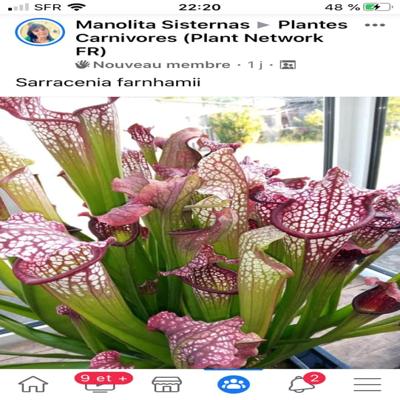 SFR 22:20 48 %
Manolita Sisternas ▸ Plantes
Carnivores (Plant Network
FR)
Nouveau membre · 1 j ·
Sarracenia farnhamii
9 et + 2